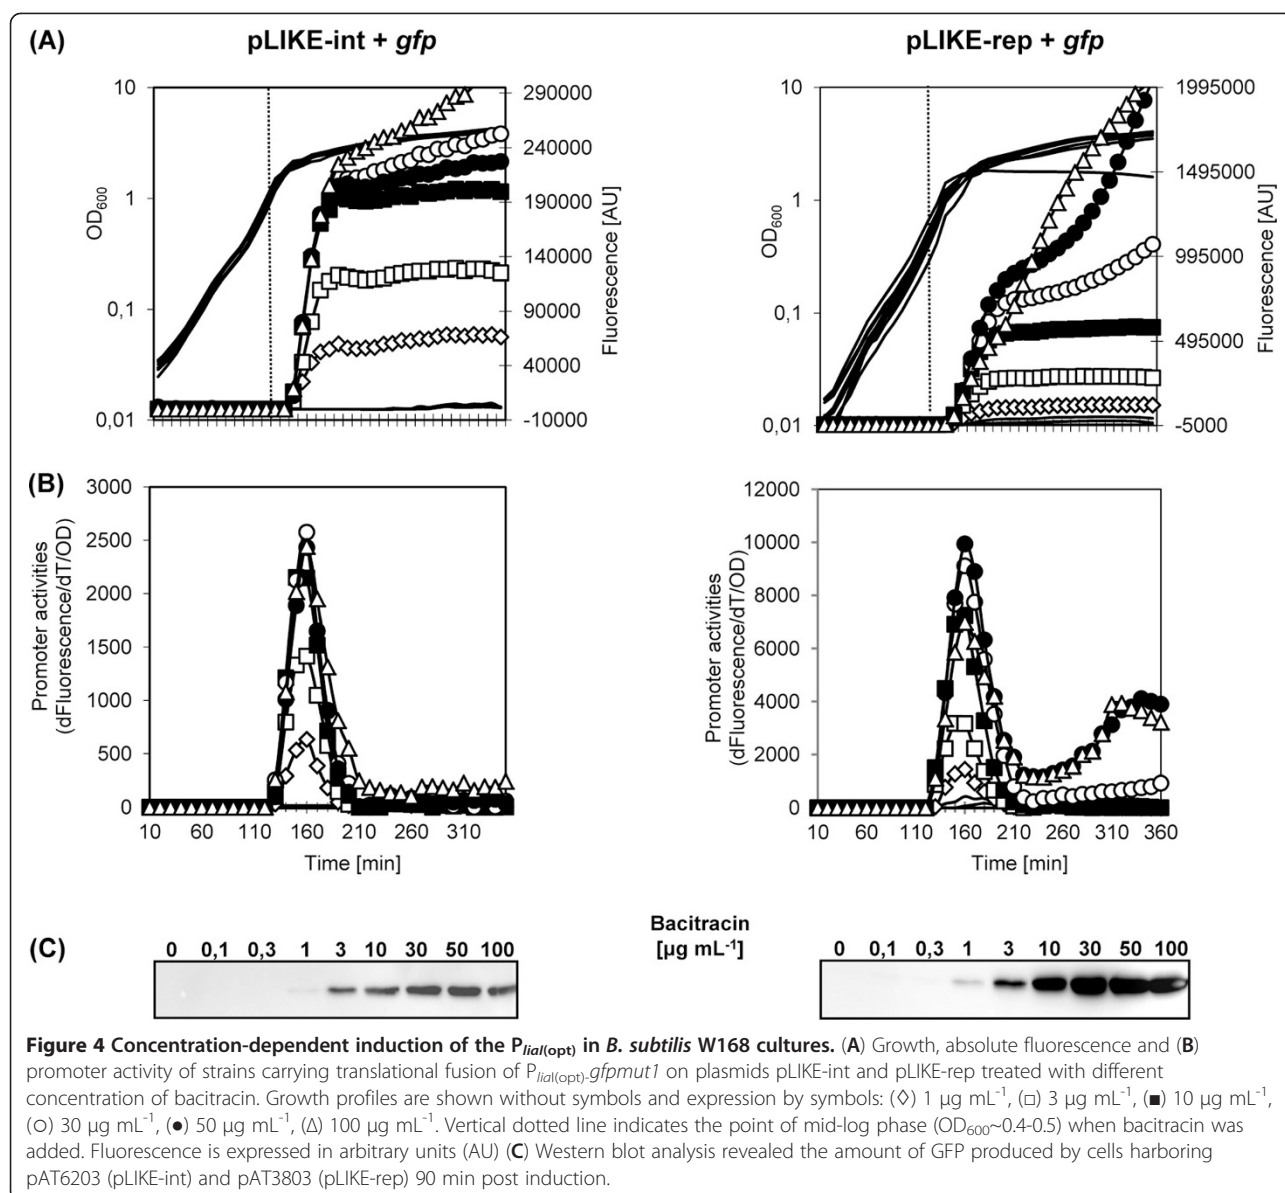 (A) pLIKE-int + gfp pLIKE-rep + gfp
10 1 0,1 0,01
OD600
290000 240000 190000 140000 90000 40000 -10000
Fluorescence [AU]
10 1 0,1 0,01
OD600
1995000 1495000 995000 495000 -5000
Fluorescence [AU]
(B)
3000 2500 2000 1500 1000 500 0
Promoter activities
(dFluorescence/dT/OD)
10 60 110 160 210 260 310
Time [min]
12000 10000 8000 6000 4000 2000 0
Promoter activities
(dFluorescence/dT/OD)
10 60 110 160 210 260 310 360
Time [min]
(C)
0 0,1 0,3 1 3 10 30 50 100
Bacitracin
[µg mL-1]
0 0,1 0.3 1 3 10 30 50 100
Figure 4 Concentration-dependent induction of the PliaI(opt) in B. subtilis W168 cultures. (A) Growth, absolute fluorescence and (B)
promoter activity of strains carrying translational fusion of PliaI(opt)-gfpmut1 on plasmids pLIKE-int and pLIKE-rep treated with different
concentration of bacitracin. Growth profiles are shown without symbols and expression by symbols: (◊) 1 µg mL-1, (□) 3 µg mL-1, (■) 10 µg mL-1,
(○) 30 µg mL-1, (●) 50 µg mL-1, (Δ) 100 µg mL-1. Vertical dotted line indicates the point of mid-log phase (OD600~0.4-0.5) when bacitracin was
added. Fluorescence is expressed in arbitrary units (AU) (C) Western blot analysis revealed the amount of GFP produced by cells harboring
pAT6203 (pLIKE-int) and pAT3803 (pLIKE-rep) 90 min post induction.